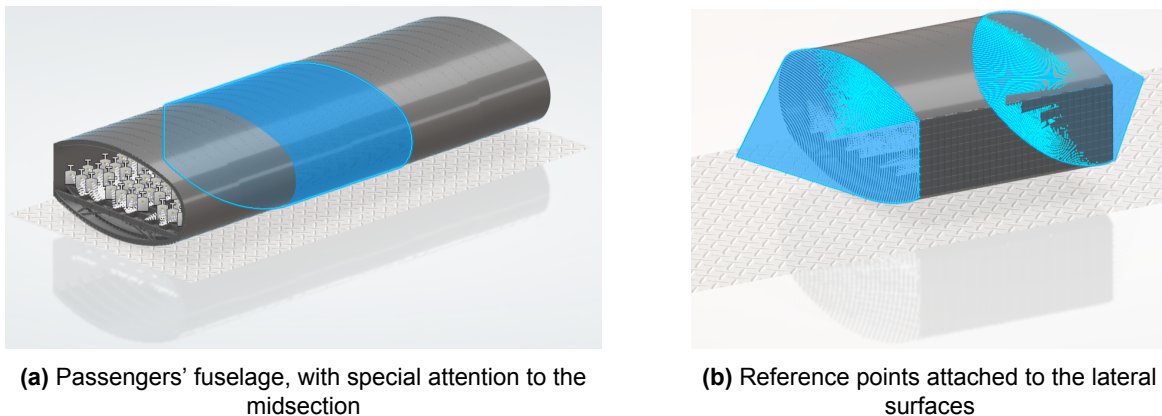 (a) Passengers’ fuselage, with special attention to the
midsection
(b) Reference points attached to the lateral
surfaces